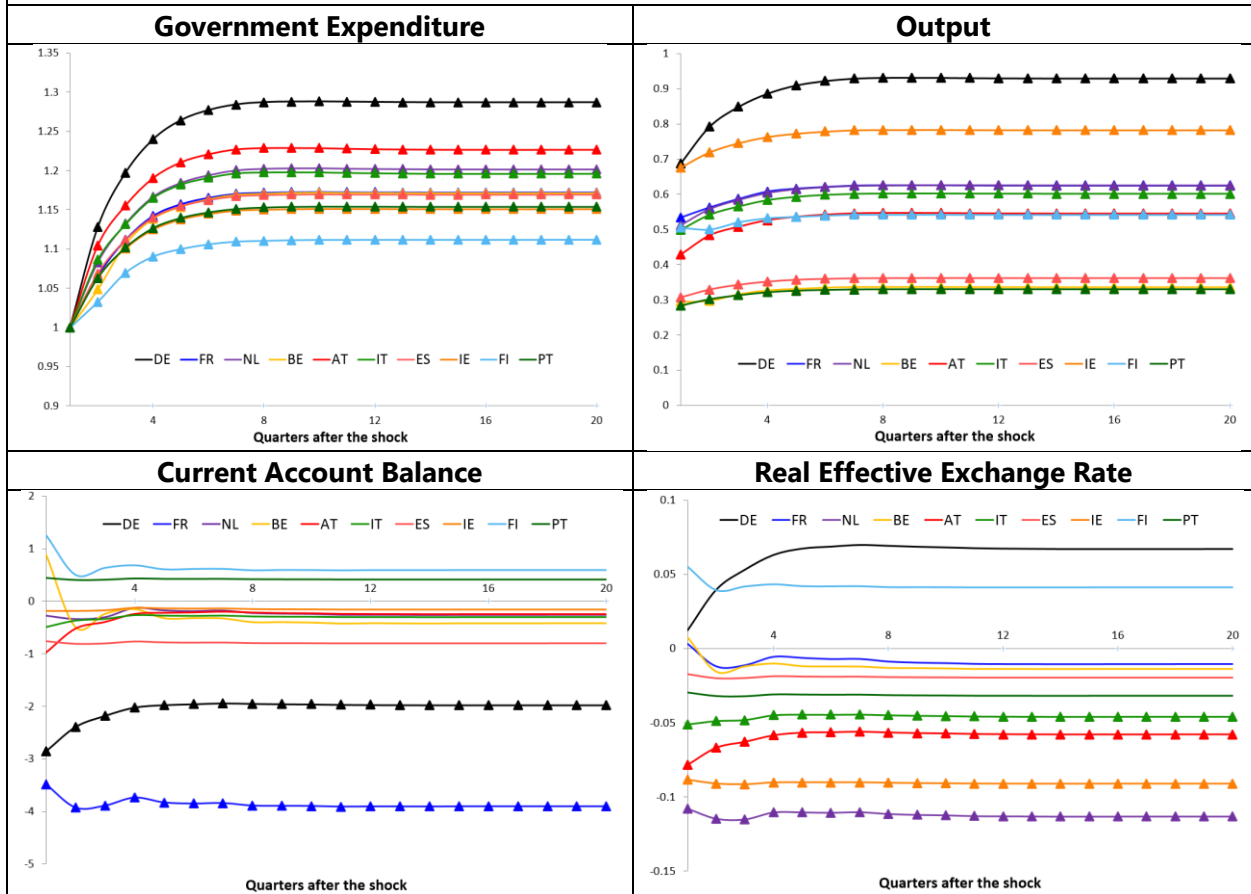 Government Expenditure
Output
1.35
1.3
1.25
1.2
1.15
1.1
1.05
1
0.95
0.9
DE FR NL BE AT IT ES IE FI PT
4 8 12 16 20
Quarters after the shock
1
0.9
0.8
0.7
0.6
0.5
0.4
0.3
0.2
0.1
0
DE FR NL BE AT IT ES IE FI PT
4 8 12 16 20
Quarters after the shock
Current Account Balance
Real Effective Exchange Rate
2
1
0
-1
-2
-3
-4
-5
DE FR NL BE AT IT ES IE FI PT
4 8 12 16 20
Quarters after the shock
0.1
0.05
0
-0.05
-0.1
-0.15
DE FR NL BE AT IT ES IE FI PT
4 8 12 16 20
Quarters after the shock